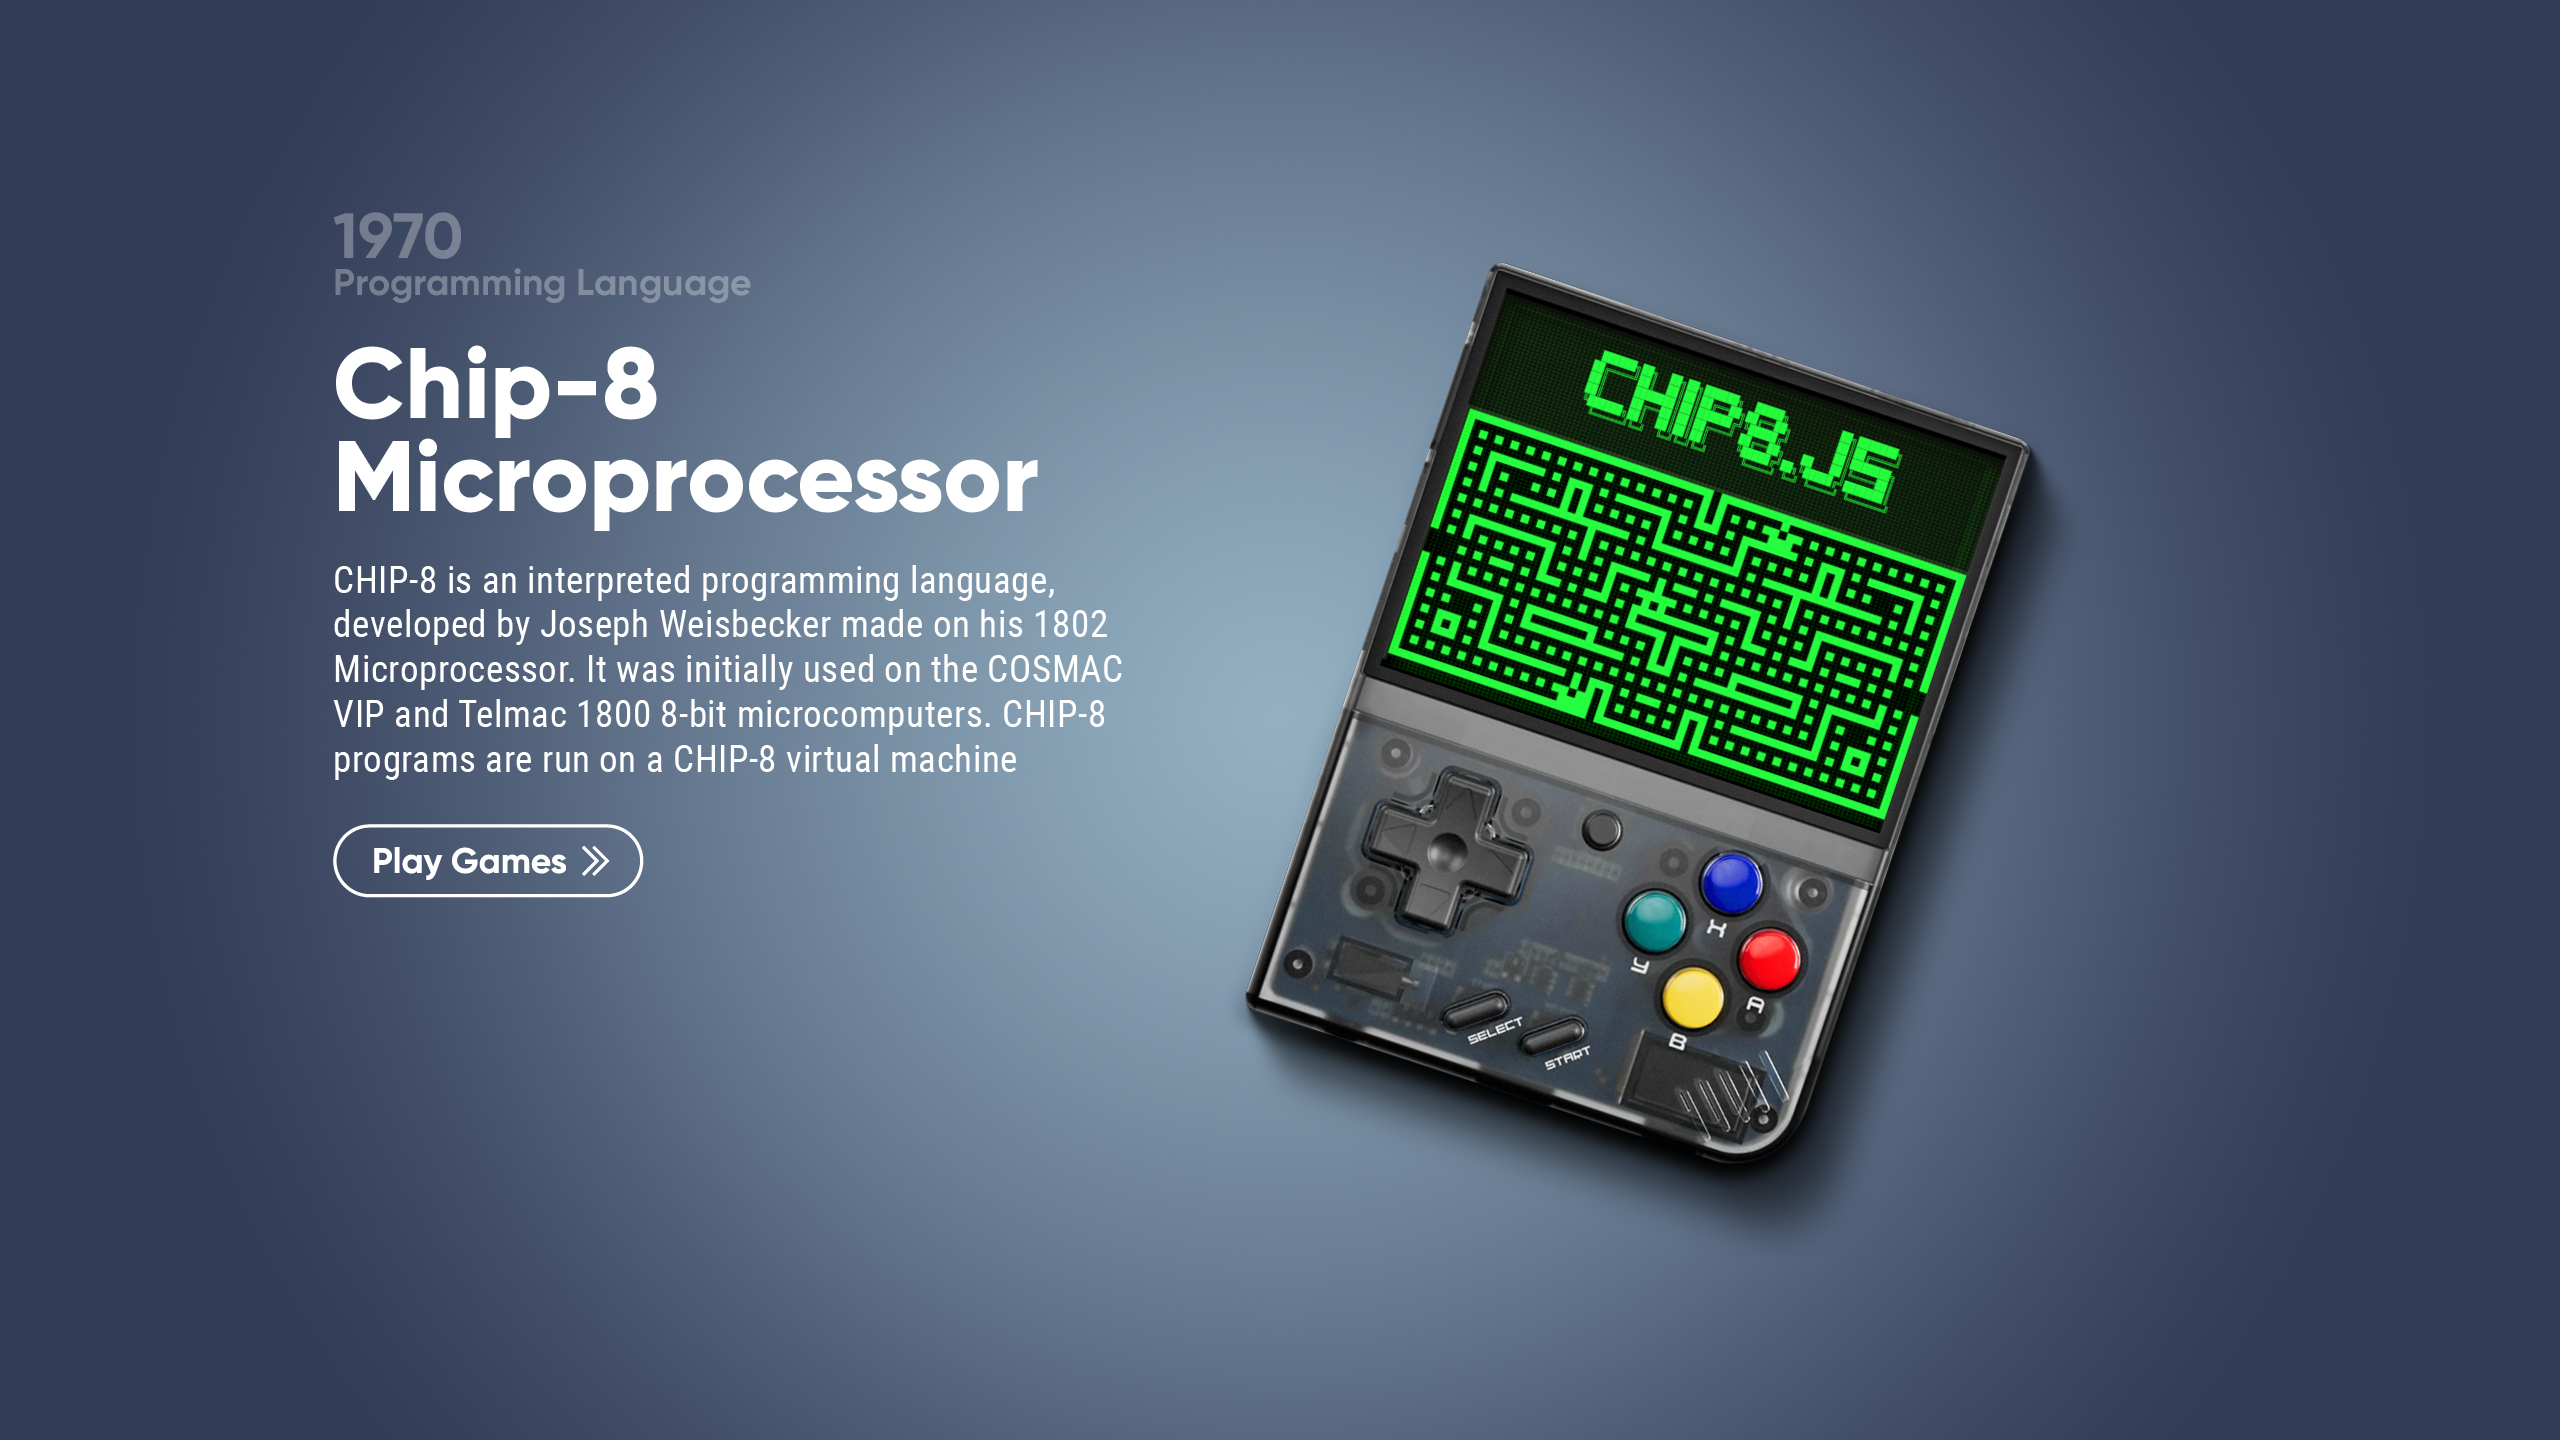 1970
Programming Language
Chip-8
Microprocessor
CHIP-8 is an interpreted programming language,
developed by Joseph Weisbecker made on his 1802
Microprocessor. It was initially used on the COSMAC
VIP and Telmac 1800 8-bit microcomputers. CHIP-8
programs are run on a CHIP-8 virtual machine
Play Games
CHIP8.JS
X
Y
A
B
SELECT
START